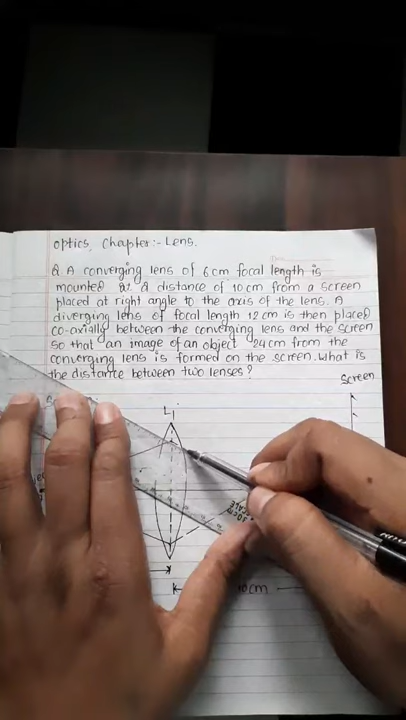 optics, Chapter:- Lens.
Q. A converging lens of 6cm focal length is
mounted at a distance of 10cm from a screen
placed at right angle to the axis of the lens. A
diverging lens of focal length 12cm is then placed
co-axially between the converging lens and the screen
so that an image of an object 24cm from the
converging lens is formed on the screen. What is
the distance between two lenses?
Screen
L1
30cm
SCALE
10cm